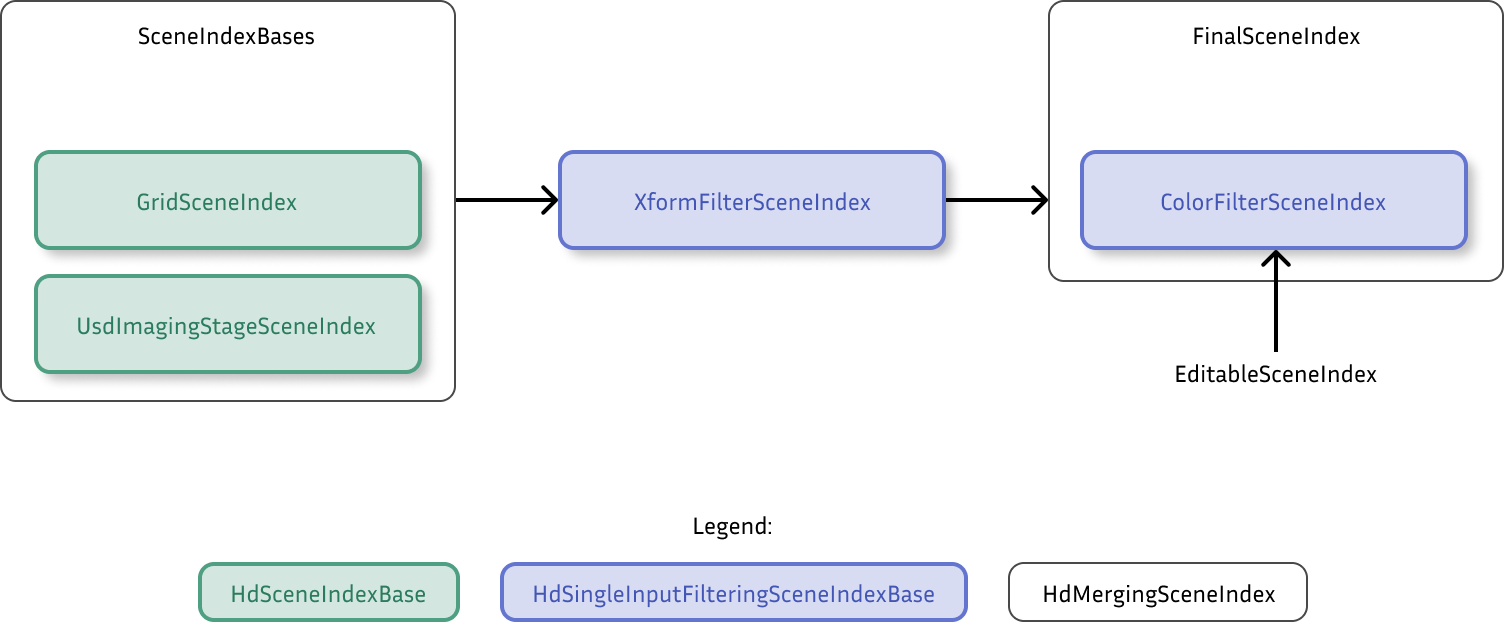 SceneIndexBases
FinalSceneIndex
GridSceneIndex
XformFilterSceneIndex
ColorFilterSceneIndex
UsdImagingStageSceneIndex
EditableSceneIndex
Legend:
HdSceneIndexBase
HdSingleInputFilteringSceneIndexBase
HdMergingSceneIndex